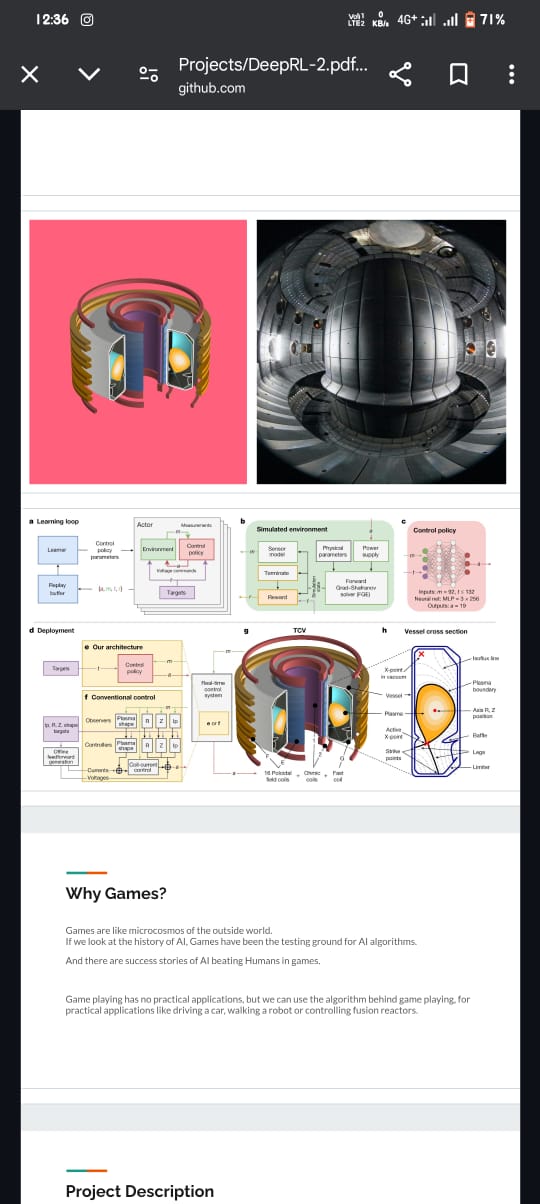 12:36
Vo)) 1 LTE2
0 KB/s
4G+
71%
Projects/DeepRL-2.pdf...
github.com
a Learning loop
Learner
Control policy parameters
Replay buffer
Actor
Measurements
Environment
Control policy
Voltage commands
Targets
b
Simulated environment
Sensor model
Physical parameters
Power supply
Terminate
Reward
Simulation state
Forward Grad–Shafranov solver (FGE)
c
Control policy
Inputs: m = 92, t ≤ 132
Neural net: MLP – 3 × 256
Outputs: a = 19
d Deployment
Targets
Ip, R, Z, shape targets
Offline feedforward generation
e Our architecture
Control policy
f Conventional control
Observers
Plasma shape
R
Z
Ip
Controllers
Plasma shape
R
Z
Ip
Currents
Voltages
Coil-current control
Real-time control system
e or f
g
TCV
F
E
G
16 Poloidal field coils
+
Ohmic coils
+
Fast coil
h
Vessel cross section
X-point in vacuum
Vessel
Plasma
Active X-point
Strike points
Isoflux line
Plasma boundary
Axis R, Z position
Baffle
Legs
Limiter
Why Games?
Games are like microcosmos of the outside world.
If we look at the history of AI, Games have been the testing ground for AI algorithms.
And there are success stories of AI beating Humans in games.
Game playing has no practical applications, but we can use the algorithm behind game playing, for
practical applications like driving a car, walking a robot or controlling fusion reactors.
Project Description